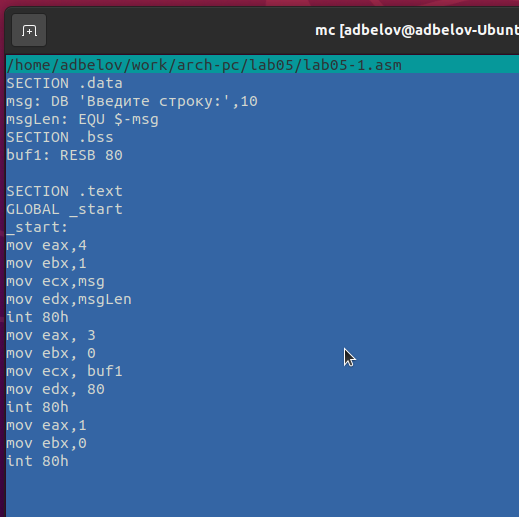 mc [adbelov@adbelov-Ubunt
/home/adbelov/work/arch-pc/lab05/lab05-1.asm
SECTION .data
msg: DB 'Введите строку:',10
msgLen: EQU $-msg
SECTION .bss
buf1: RESB 80
SECTION .text
GLOBAL _start
_start:
mov eax,4
mov ebx,1
mov ecx,msg
mov edx,msgLen
int 80h
mov eax, 3
mov ebx, 0
mov ecx, buf1
mov edx, 80
int 80h
mov eax,1
mov ebx,0
int 80h